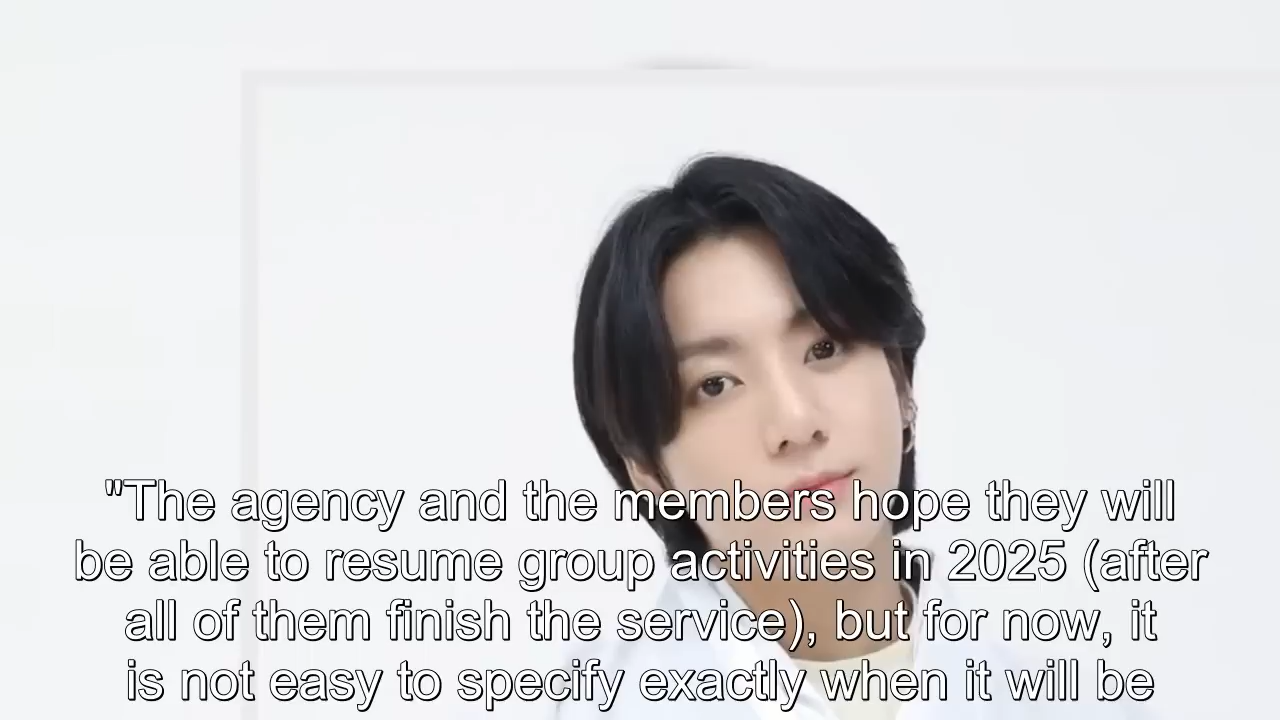 "The agency and the members hope they will
be able to resume group activities in 2025 (after
all of them finish the service), but for now, it
is not easy to specify exactly when it will be